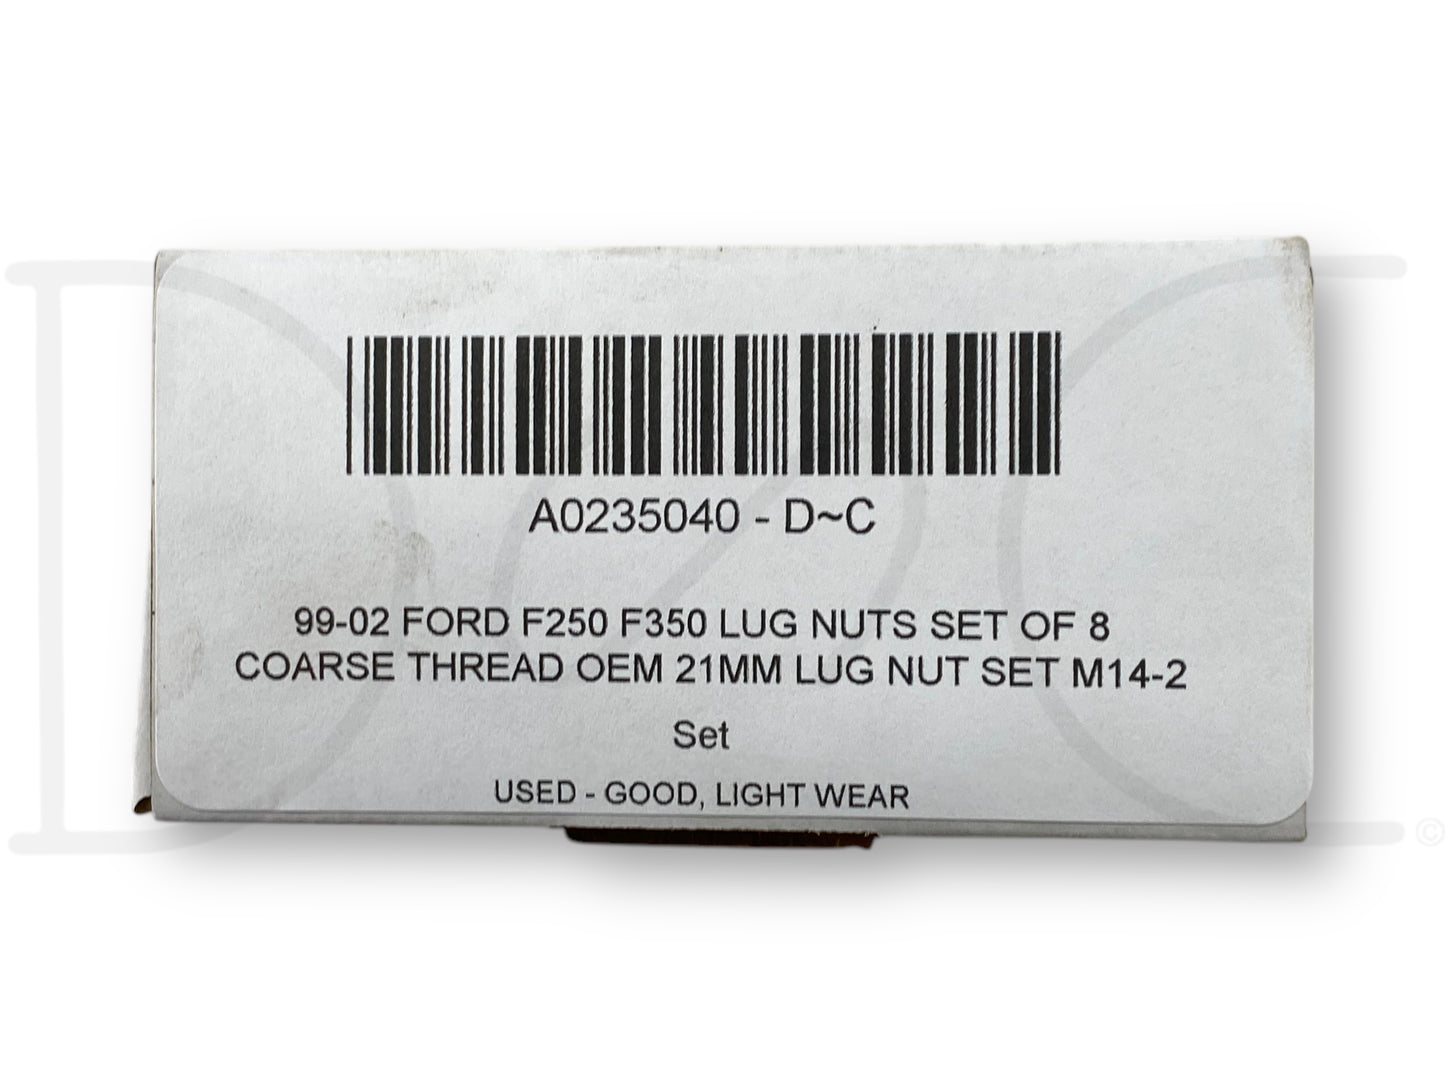 A0235040 - D~C
99-02 FORD F250 F350 LUG NUTS SET OF 8
COARSE THREAD OEM 21MM LUG NUT SET M14-2
Set
USED - GOOD, LIGHT WEAR
©